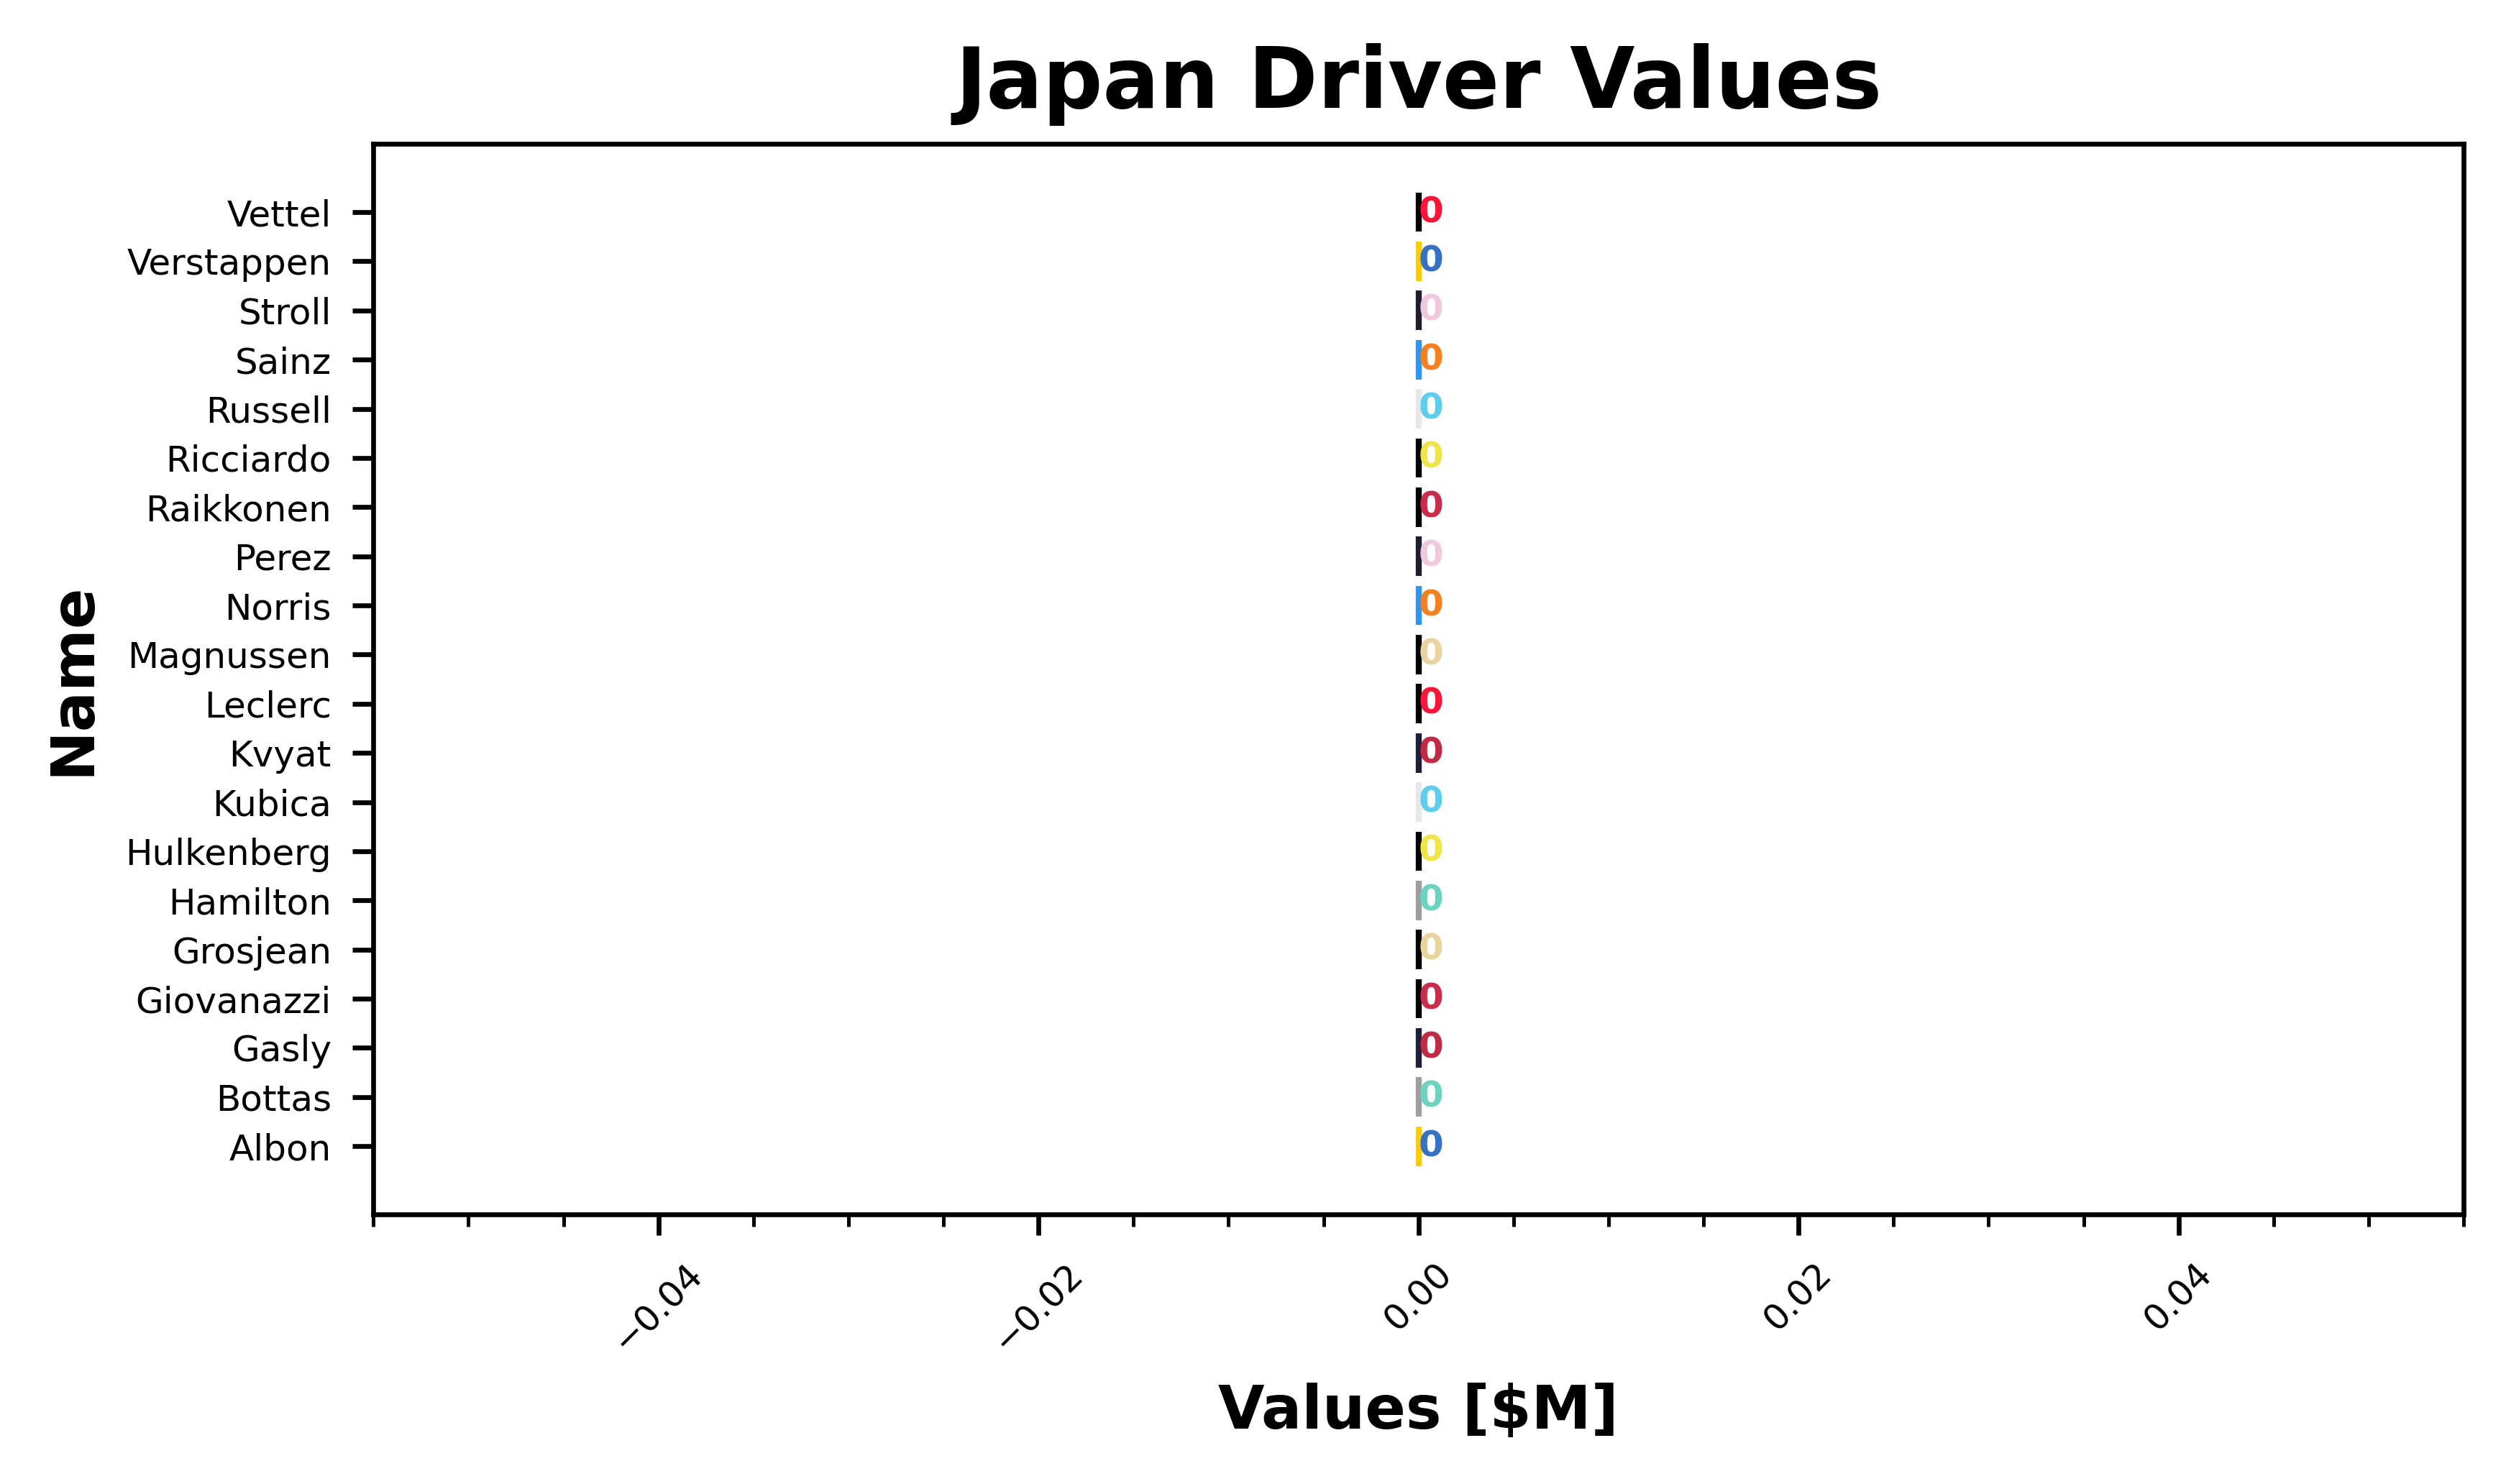 Japan Driver Values
Name
Vettel 0
Verstappen 0
Stroll 0
Sainz 0
Russell 0
Ricciardo 0
Raikkonen 0
Perez 0
Norris 0
Magnussen 0
Leclerc 0
Kvyat 0
Kubica 0
Hulkenberg 0
Hamilton 0
Grosjean 0
Giovanazzi 0
Gasly 0
Bottas 0
Albon 0
−0.04 −0.02 0.00 0.02 0.04
Values [$M]